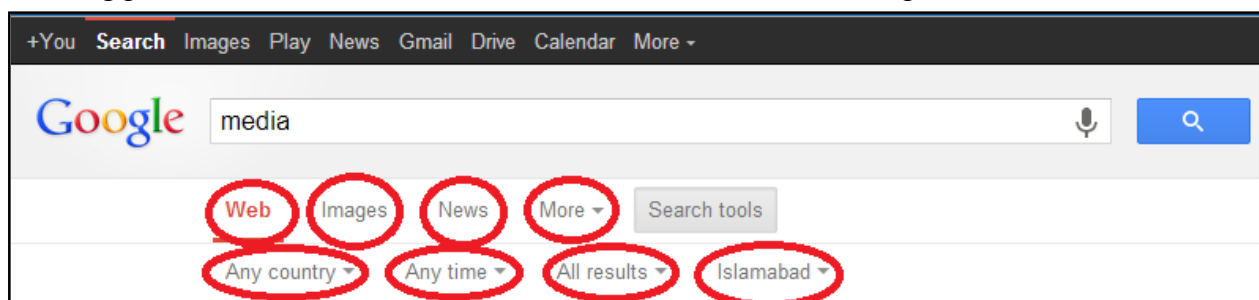 +You Search Images Play News Gmail Drive Calendar More
Google media
Web Images News More Search tools
Any country Any time All results Islamabad